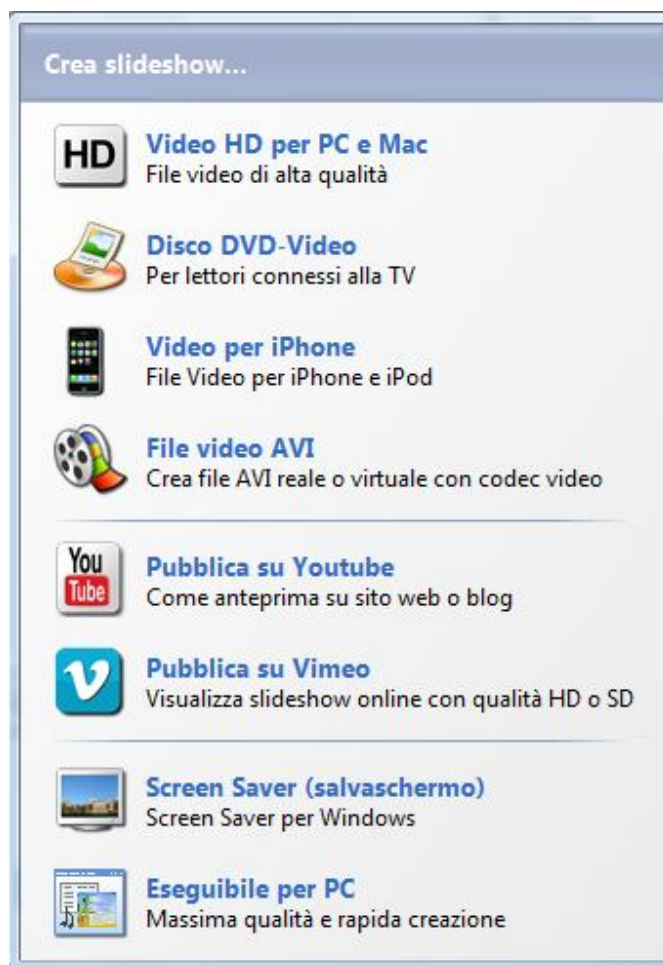 Crea slideshow...
HD
Video HD per PC e Mac
File video di alta qualità
Disco DVD-Video
Per lettori connessi alla TV
Video per iPhone
File Video per iPhone e iPod
File video AVI
Crea file AVI reale o virtuale con codec video
You
Tube
Pubblica su Youtube
Come anteprima su sito web o blog
Pubblica su Vimeo
Visualizza slideshow online con qualità HD o SD
Screen Saver (salvaschermo)
Screen Saver per Windows
Eseguibile per PC
Massima qualità e rapida creazione